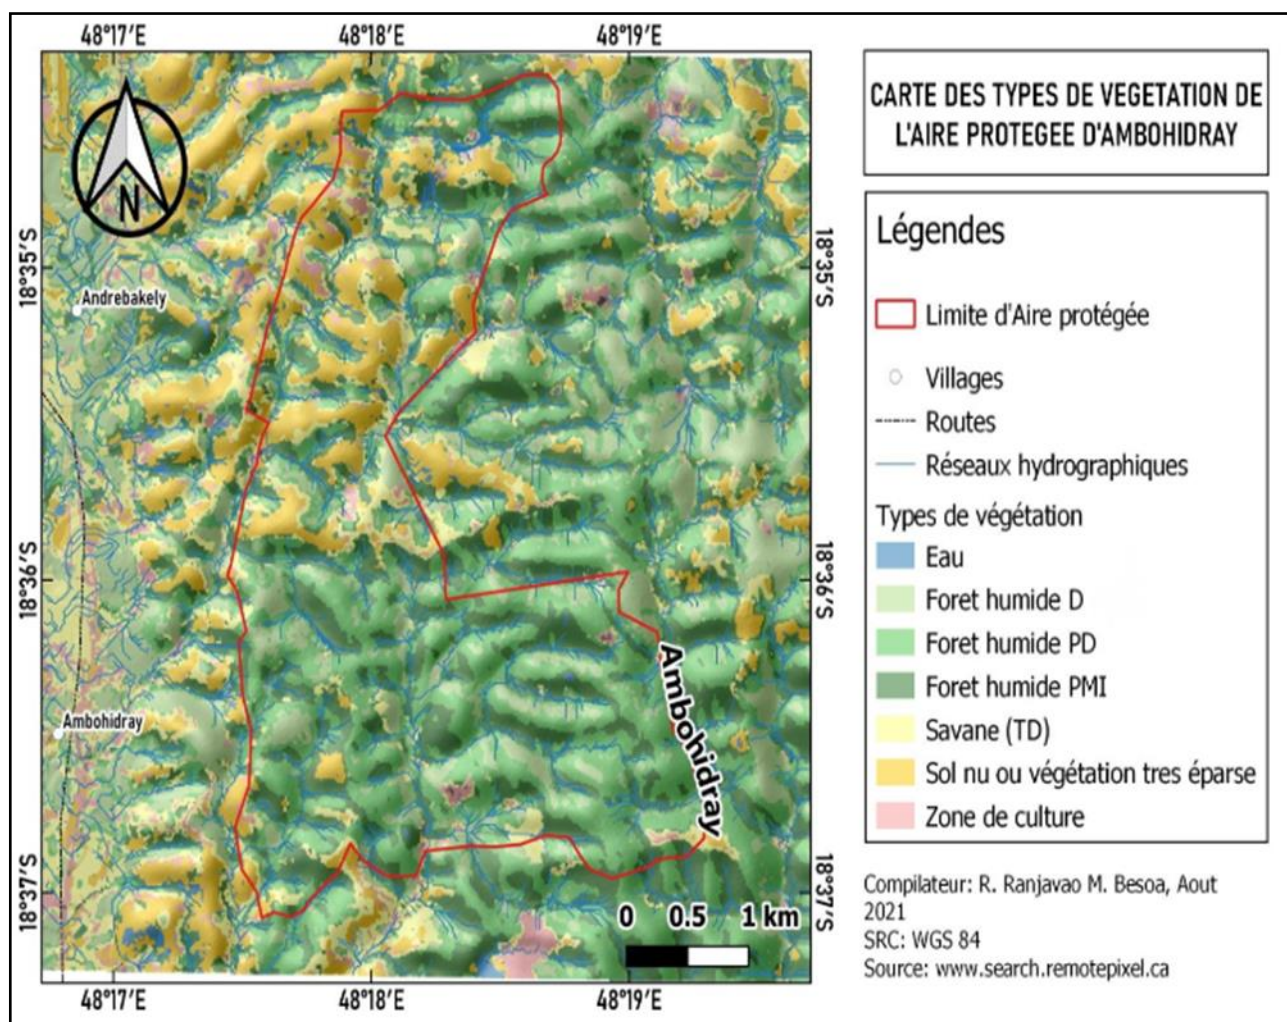 48°17′E 48°18′E 48°19′E
CARTE DES TYPES DE VEGETATION DE
L'AIRE PROTEGEE D'AMBOHIDRAY
N
Légendes
18°35′S
18°35′S
Andrebakely
Limite d'Aire protégée
Villages
Routes
Réseaux hydrographiques
Types de végétation
18°36′S
18°36′S
Eau
Foret humide D
Foret humide PD
Foret humide PMI
Ambohidray
Ambohidray
Savane (TD)
Sol nu ou végétation tres éparse
Zone de culture
18°37′S
18°37′S
0 0.5 1 km
Compilateur: R. Ranjavao M. Besoa, Aout
2021
SRC: WGS 84
Source: www.search.remotepixel.ca
48°17′E 48°18′E 48°19′E